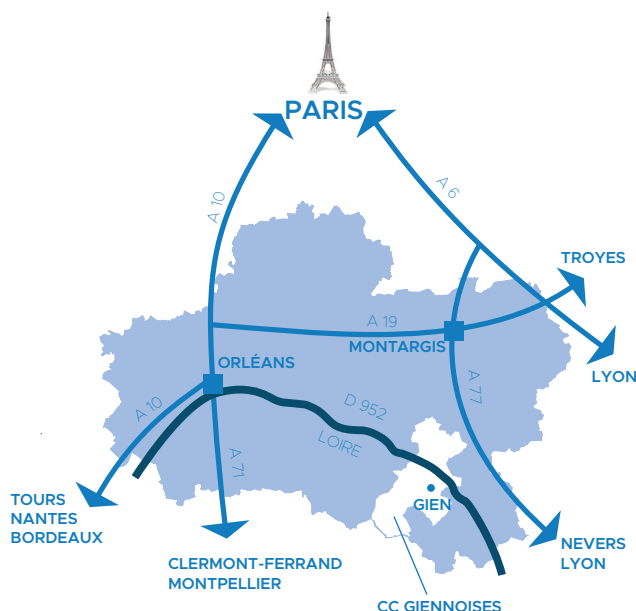 PARIS
A 10
A 6
TROYES
A 19
MONTARGIS
ORLÉANS
LYON
A 77
A 10
D 952
LOIRE
A 71
GIEN
TOURS
NANTES
BORDEAUX
CLERMONT-FERRAND
MONTPELLIER
NEVERS
LYON
CC GIENNOISES